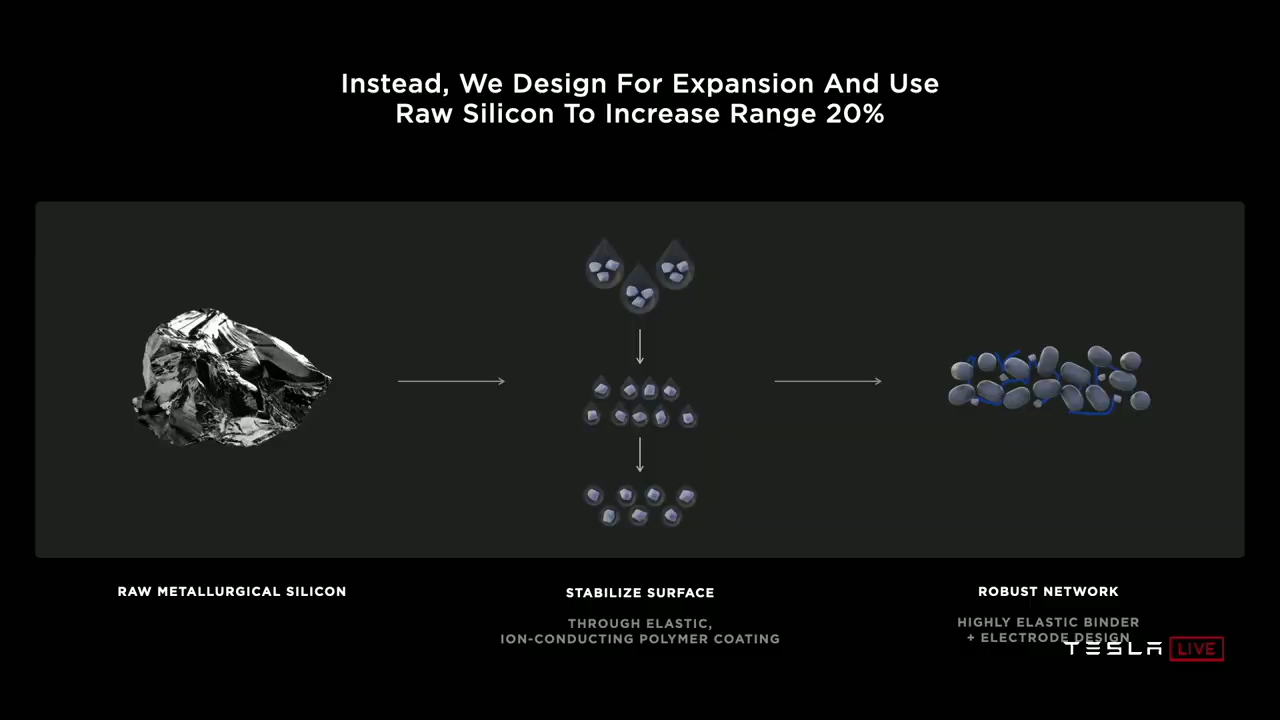 Instead, We Design For Expansion And Use
Raw Silicon To Increase Range 20%
RAW METALLURGICAL SILICON
STABILIZE SURFACE
THROUGH ELASTIC,
ION-CONDUCTING POLYMER COATING
ROBUST NETWORK
HIGHLY ELASTIC BINDER
+ ELECTRODE DESIGN
TESLA LIVE